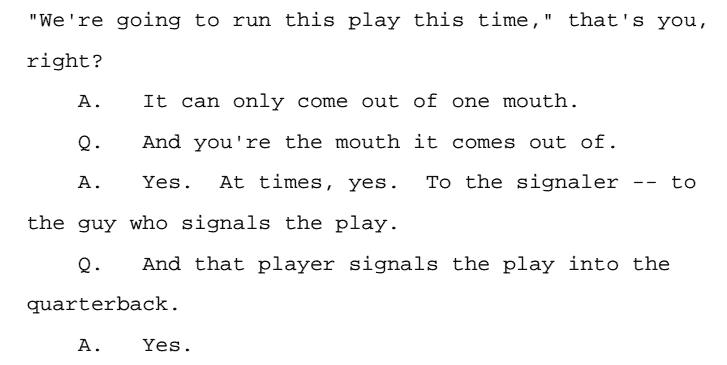 "We're going to run this play this time," that's you,
right?
A. It can only come out of one mouth.
Q. And you're the mouth it comes out of.
A. Yes. At times, yes. To the signaler -- to
the guy who signals the play.
Q. And that player signals the play into the
quarterback.
A. Yes.